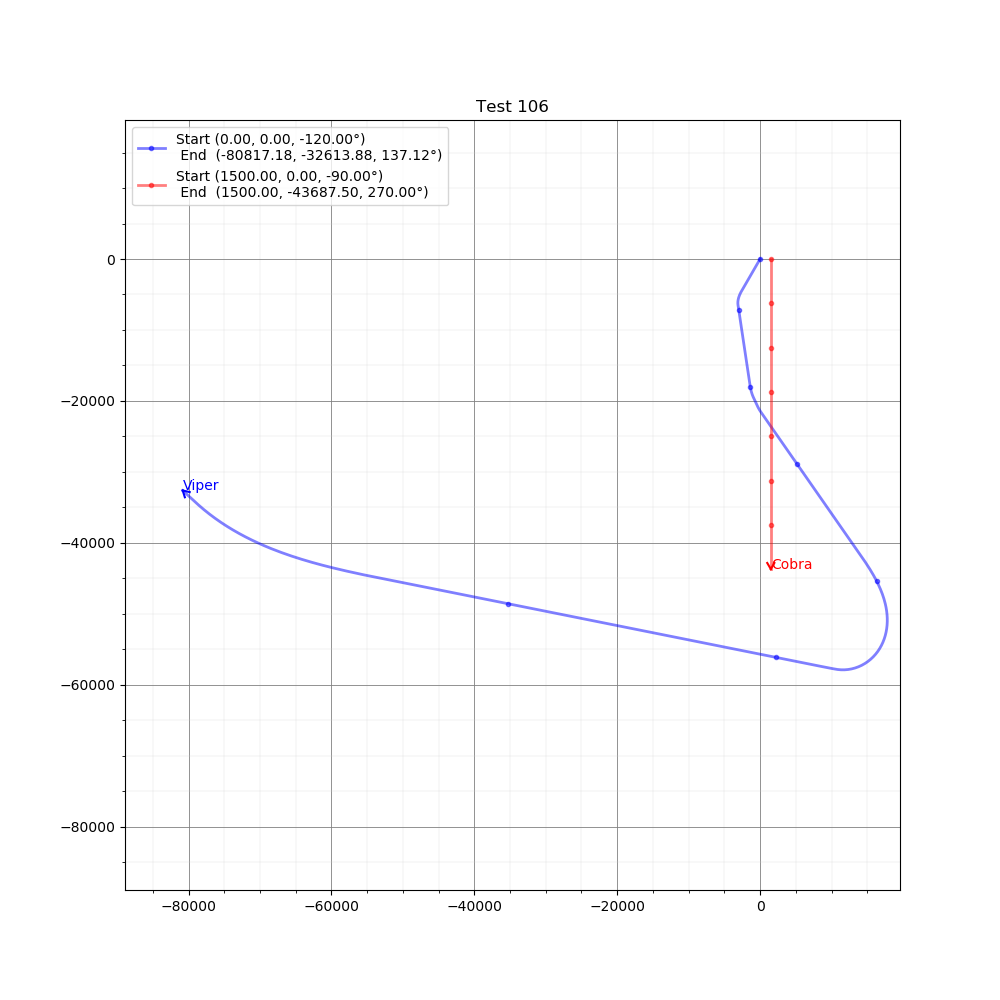 Test 106
Start (0.00, 0.00, -120.00°)
End  (-80817.18, -32613.88, 137.12°)
Start (1500.00, 0.00, -90.00°)
End  (1500.00, -43687.50, 270.00°)
0
−20000
−40000
−60000
−80000
Viper
Cobra
−80000
−60000
−40000
−20000
0